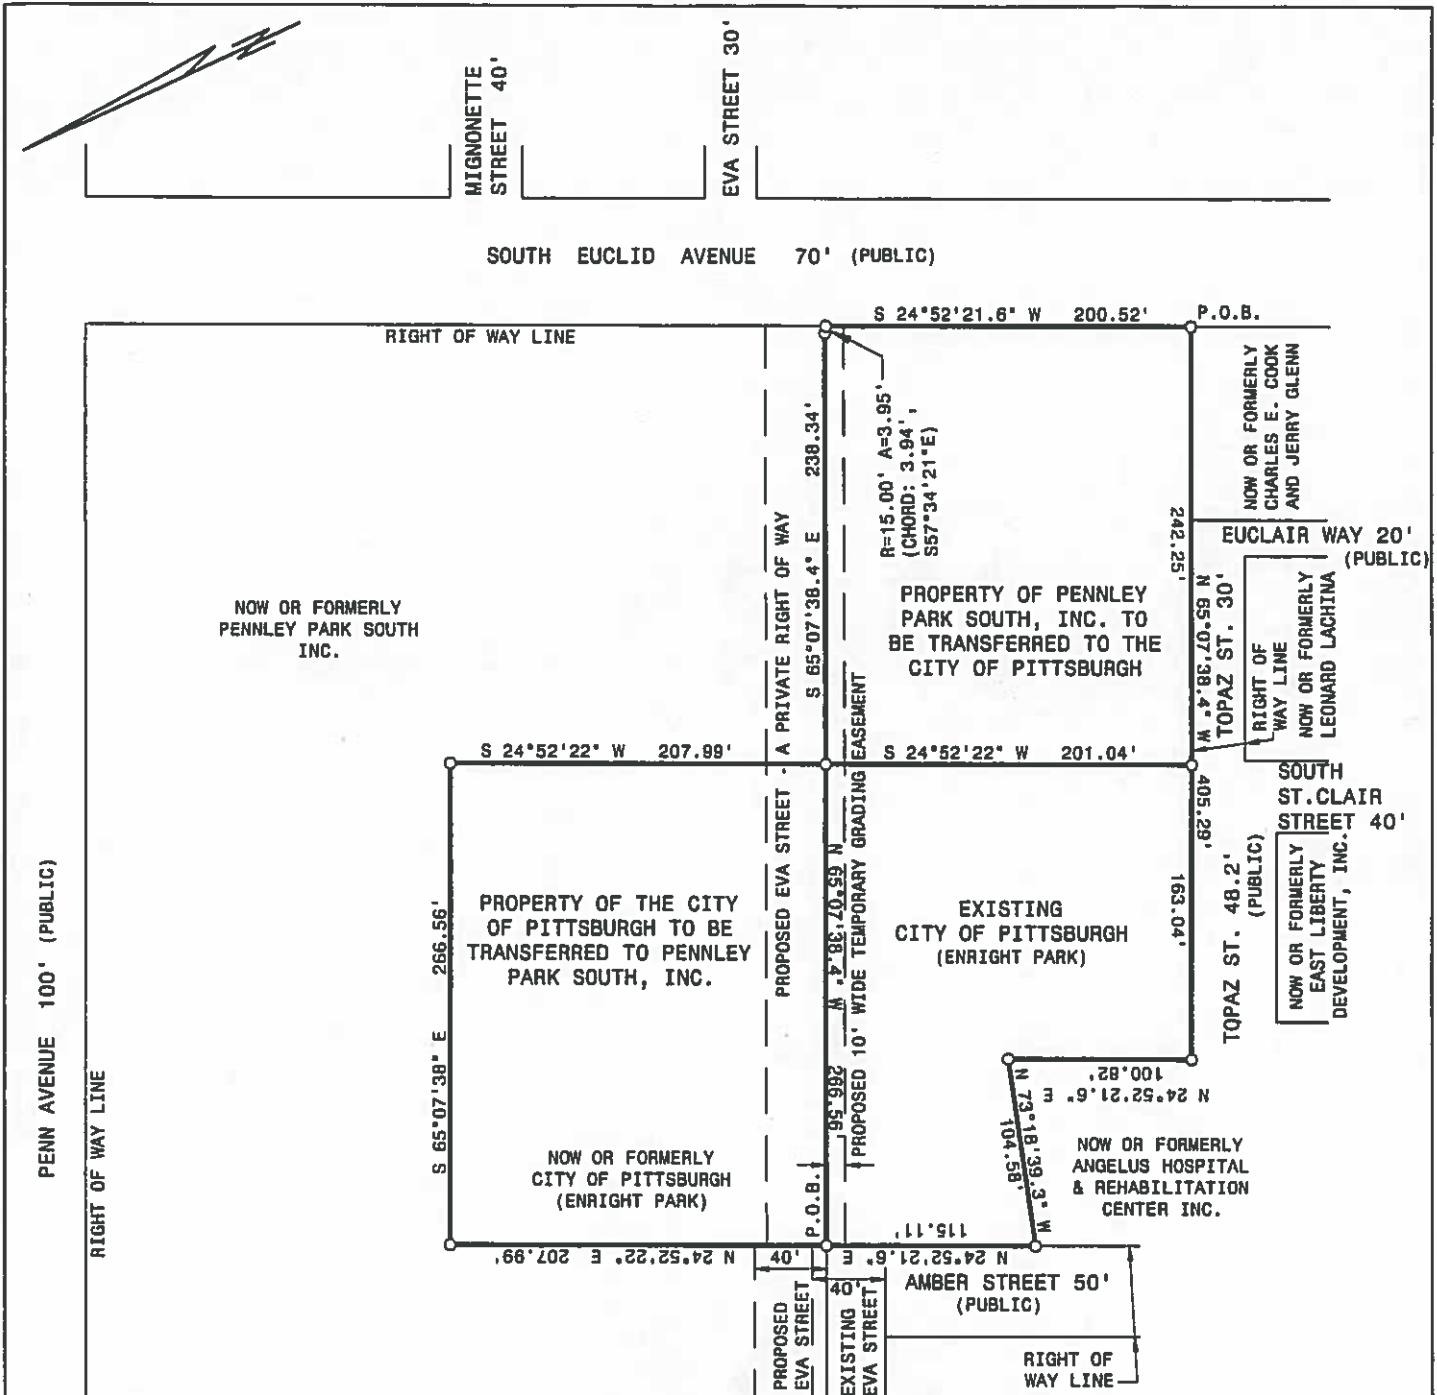 MIGNONETTE
STREET 40'
EVA STREET 30'
SOUTH EUCLID AVENUE 70' (PUBLIC)
S 24°52'21.6" W 200.52'
P.O.B.
RIGHT OF WAY LINE
NOW OR FORMERLY
CHARLES E. COOK
AND JERRY GLENN
R=15.00' A=3.95'
(CHORD: 3.94',
S57°34'21"E)
S 65°07'38.4" E 238.34'
242.25'
N 65°07'38.4" W
EUCLAIR WAY 20'
(PUBLIC)
TOPAZ ST. 30'
RIGHT OF
WAY LINE
NOW OR FORMERLY
LEONARD LACHINA
NOW OR FORMERLY
PENNLEY PARK SOUTH
INC.
PROPERTY OF PENNLEY
PARK SOUTH, INC. TO
BE TRANSFERRED TO THE
CITY OF PITTSBURGH
PROPOSED EVA STREET - A PRIVATE RIGHT OF WAY
PROPOSED 10' WIDE TEMPORARY GRADING EASEMENT
S 24°52'22" W 207.99'
S 24°52'22" W 201.04'
SOUTH
ST.CLAIR
STREET 40'
405.29'
163.04'
TOPAZ ST. 48.2'
(PUBLIC)
NOW OR FORMERLY
EAST LIBERTY
DEVELOPMENT, INC.
PENN AVENUE 100' (PUBLIC)
RIGHT OF WAY LINE
S 65°07'38" E 266.56'
PROPERTY OF THE CITY
OF PITTSBURGH TO BE
TRANSFERRED TO PENNLEY
PARK SOUTH, INC.
N 65°07'38.4" W 266.56
EXISTING
CITY OF PITTSBURGH
(ENRIGHT PARK)
N 24°52'21.6" E
100.82'
N 73°18'39.3" W
104.58'
NOW OR FORMERLY
ANGELUS HOSPITAL
& REHABILITATION
CENTER INC.
NOW OR FORMERLY
CITY OF PITTSBURGH
(ENRIGHT PARK)
P.O.B.
N 24°52'22" E 207.99'
N 24°52'21.6" E
115.11'
40'
40'
PROPOSED
EVA STREET
EXISTING
EVA STREET
AMBER STREET 50'
(PUBLIC)
RIGHT OF
WAY LINE